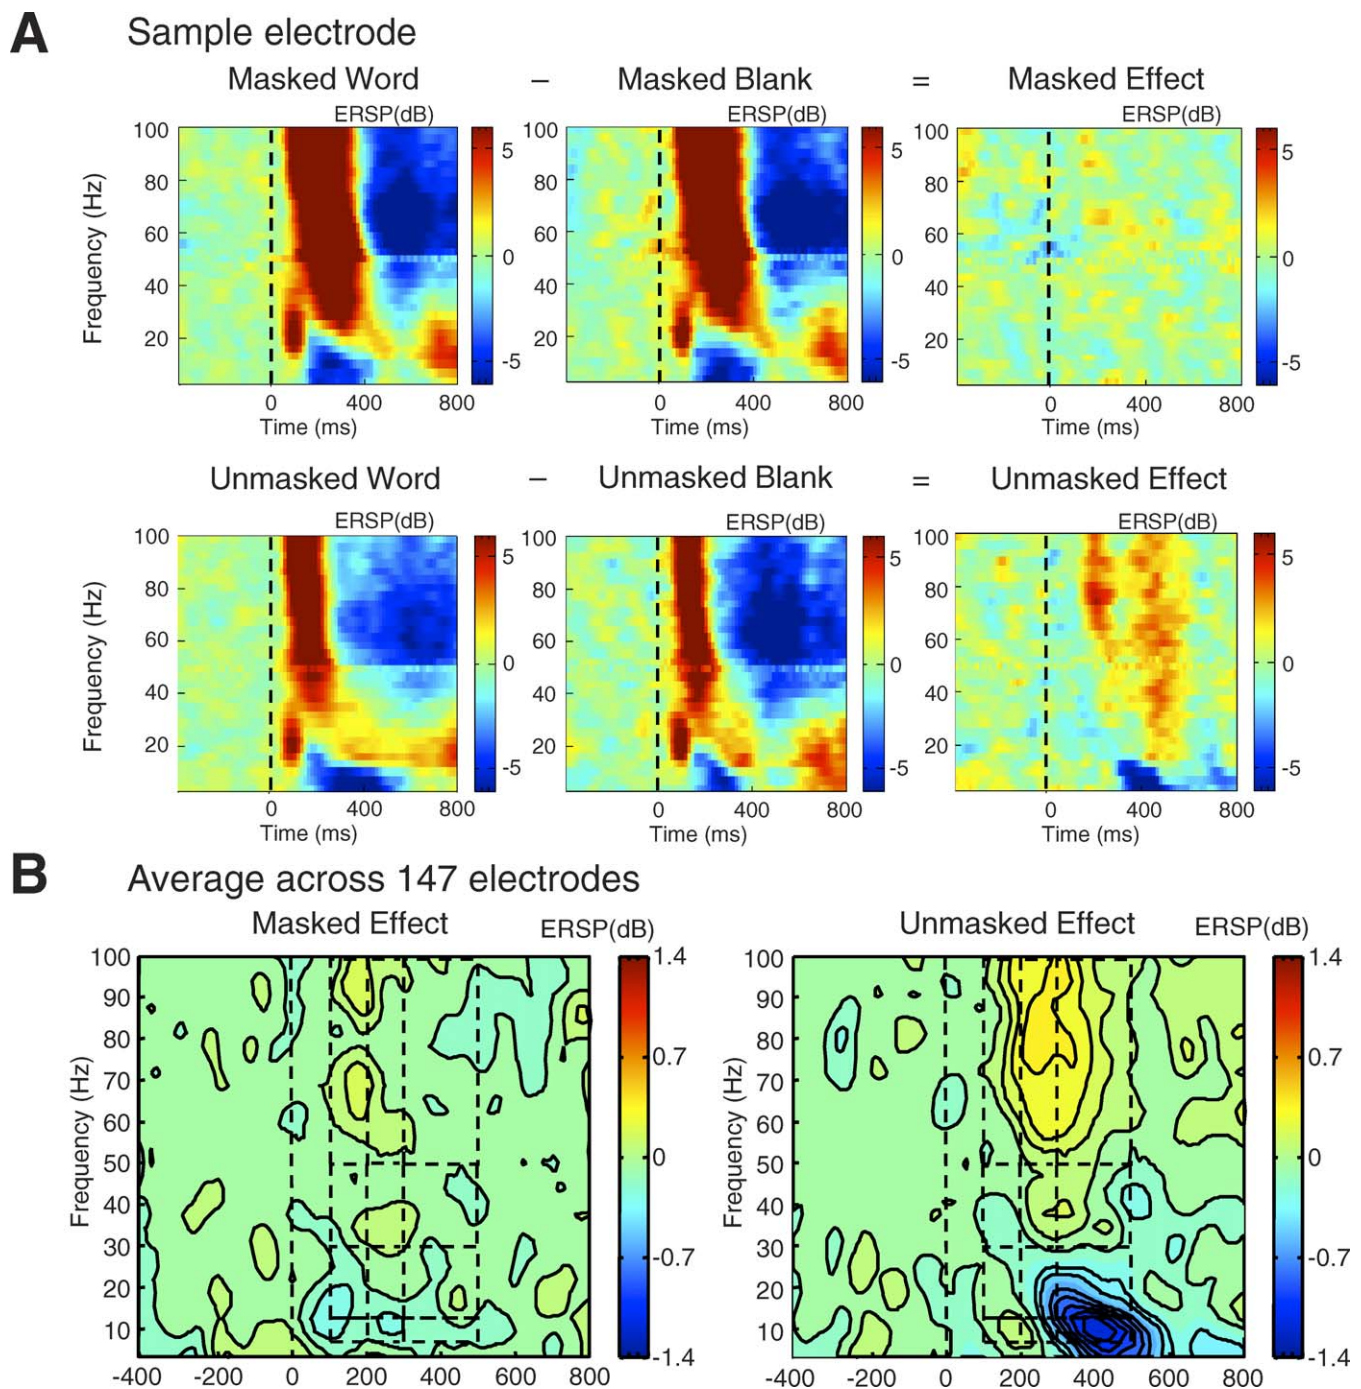 A Sample electrode
Masked Word – Masked Blank = Masked Effect
ERSP(dB) ERSP(dB) ERSP(dB)
100 5 100 5 100 5
80 80 80
60 0 60 0 60 0
40 40 40
20 -5 20 -5 20 -5
Frequency (Hz)
0 400 800 0 400 800 0 400 800
Time (ms) Time (ms) Time (ms)
Unmasked Word – Unmasked Blank = Unmasked Effect
ERSP(dB) ERSP(dB) ERSP(dB)
100 5 100 5 100 5
80 80 80
60 0 60 0 60 0
40 40 40
20 -5 20 -5 20 -5
Frequency (Hz)
0 400 800 0 400 800 0 400 800
Time (ms) Time (ms) Time (ms)
B Average across 147 electrodes
Masked Effect ERSP(dB) Unmasked Effect ERSP(dB)
100 1.4 100 1.4
90 90
80 0.7 80 0.7
70 70
60 60
50 0 50 0
40 40
30 -0.7 30 -0.7
20 20
10 -1.4 10 -1.4
Frequency (Hz) Frequency (Hz)
-400 -200 0 200 400 600 800 -400 -200 0 200 400 600 800